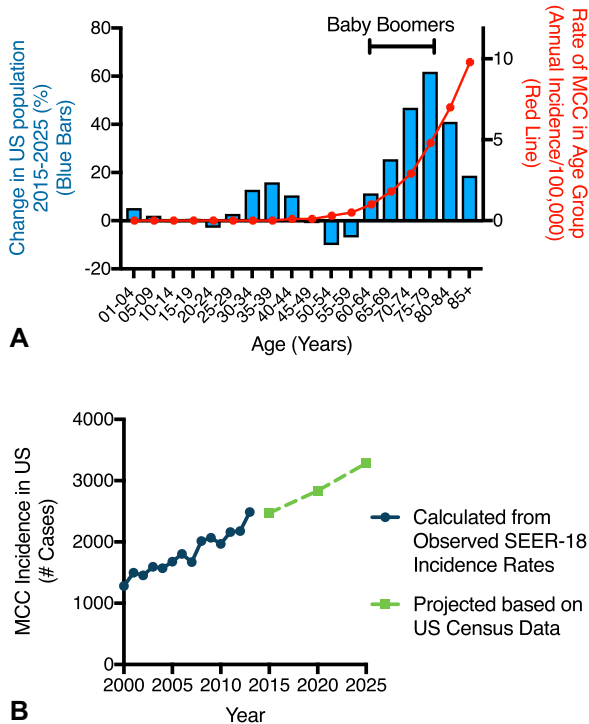 Baby Boomers
Change in US population
2015-2025 (%)
(Blue Bars)
80
60
40
20
0
-20
10
5
0
Rate of MCC in Age Group
(Annual Incidence/100,000)
(Red Line)
01-04
05-09
10-14
15-19
20-24
25-29
30-34
35-39
40-44
45-49
50-54
55-59
60-64
65-69
70-74
75-79
80-84
85+
Age (Years)
A
MCC Incidence in US
(# Cases)
4000
3000
2000
1000
0
2000
2005
2010
2015
2020
2025
Year
Calculated from
Observed SEER-18
Incidence Rates
Projected based on
US Census Data
B